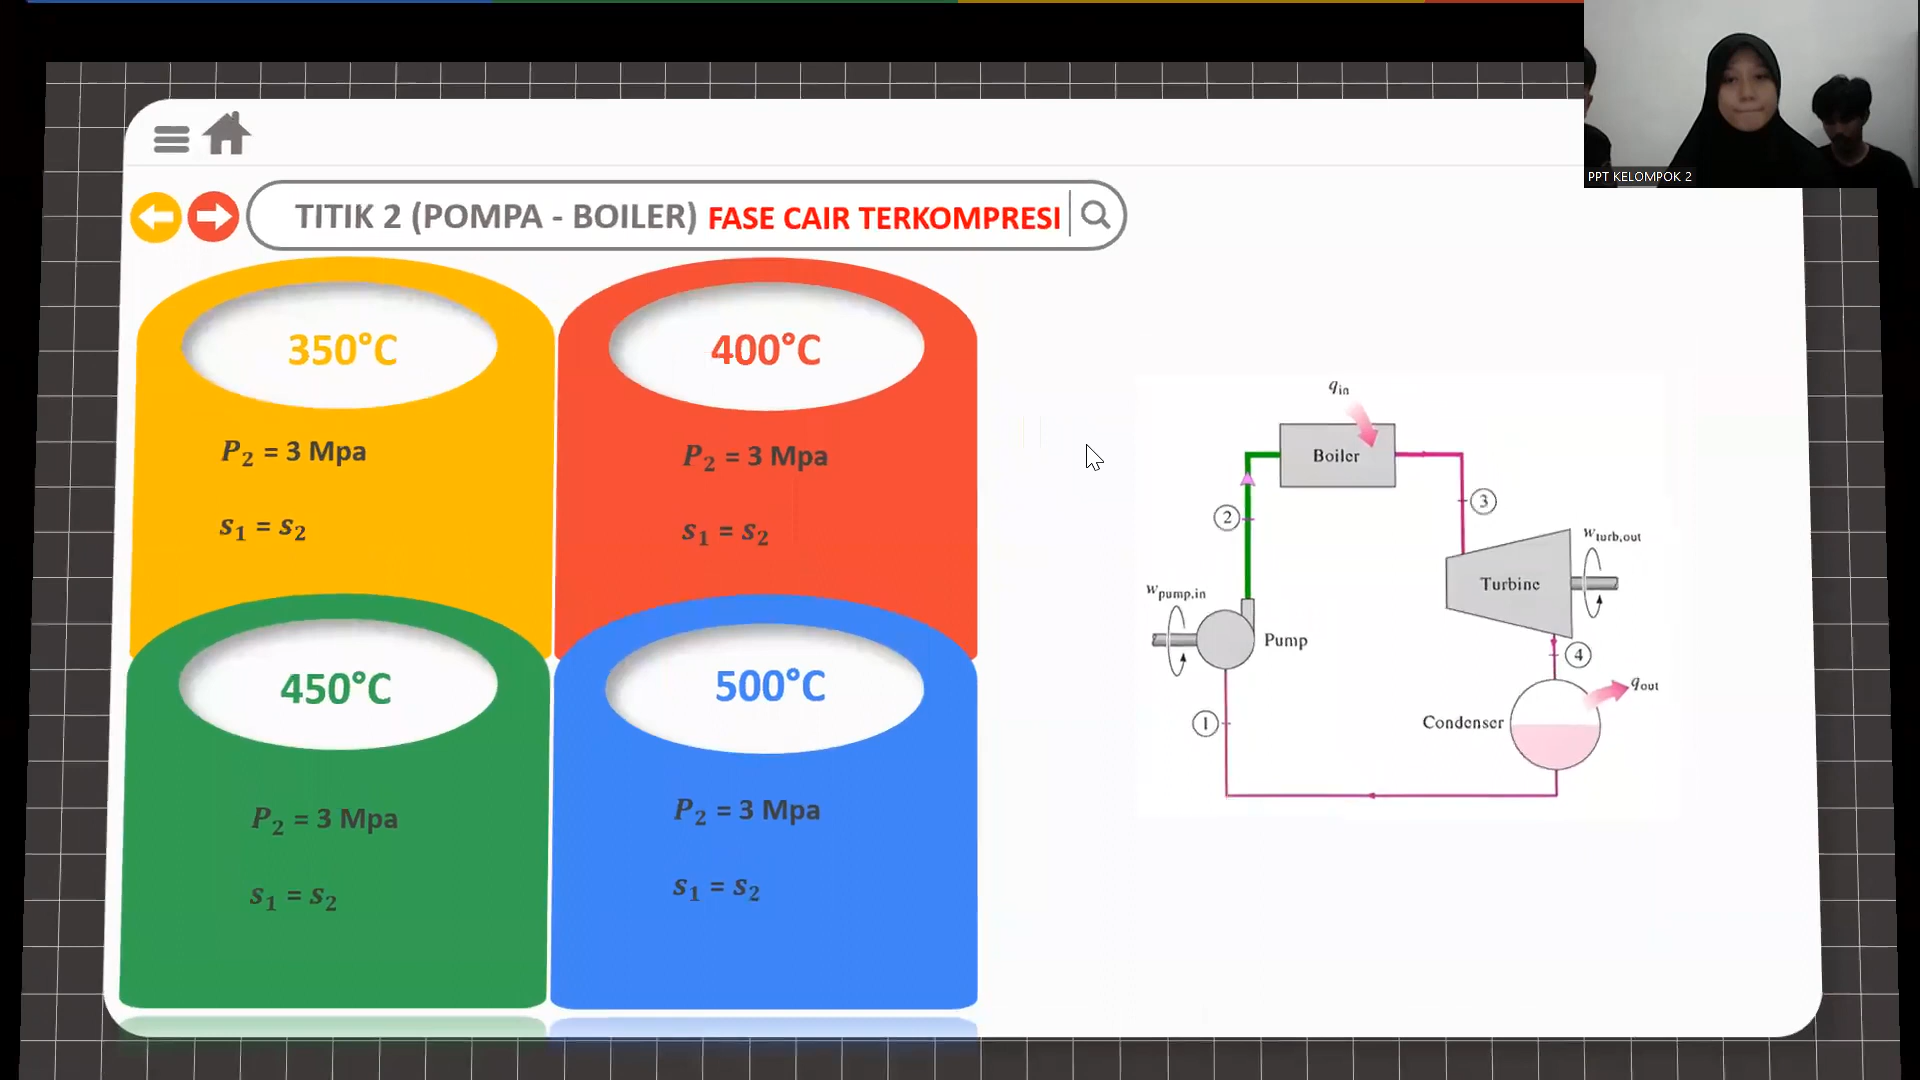 PPT KELOMPOK 2
TITIK 2 (POMPA - BOILER) FASE CAIR TERKOMPRESI
350°C
P₂ = 3 Mpa
s₁ = s₂
400°C
P₂ = 3 Mpa
s₁ = s₂
450°C
P₂ = 3 Mpa
s₁ = s₂
500°C
P₂ = 3 Mpa
s₁ = s₂
qin
Boiler
2
3
wturb,out
Turbine
wpump,in
Pump
4
qout
1
Condenser